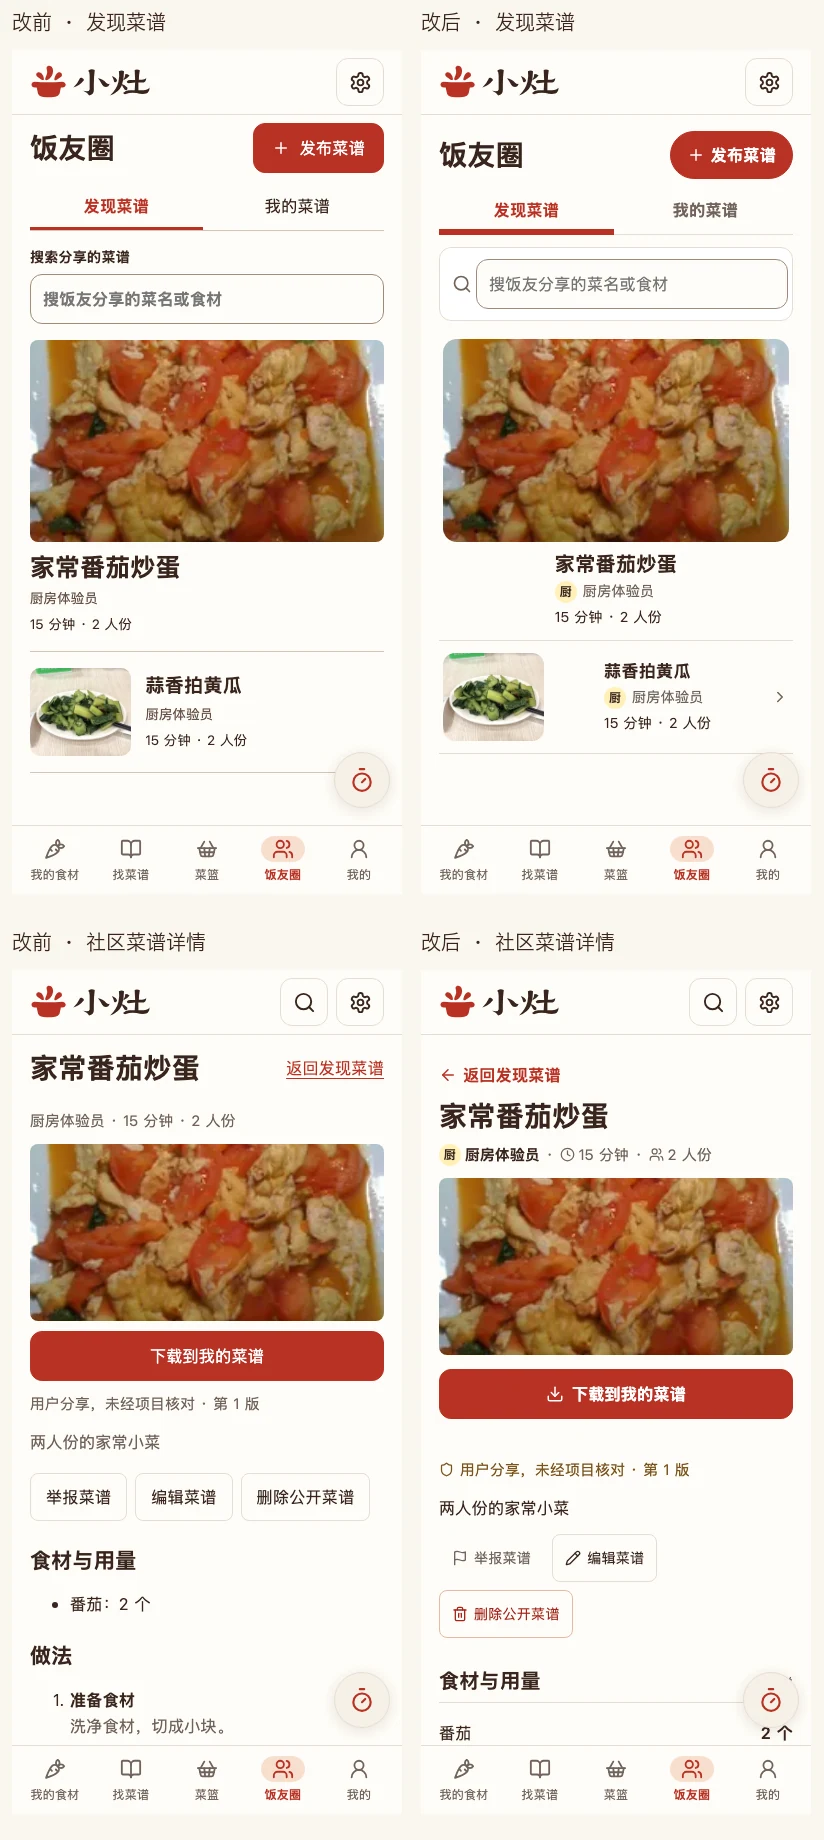 改前 · 发现菜谱
小灶
饭友圈
+ 发布菜谱
发现菜谱 我的菜谱
搜索分享的菜谱
搜饭友分享的菜名或食材
家常番茄炒蛋
厨房体验员
15 分钟 · 2 人份
蒜香拍黄瓜
厨房体验员
15 分钟 · 2 人份
我的食材 找菜谱 菜篮 饭友圈 我的
改后 · 发现菜谱
小灶
饭友圈
+ 发布菜谱
发现菜谱 我的菜谱
搜饭友分享的菜名或食材
家常番茄炒蛋
厨 厨房体验员
15 分钟 · 2 人份
蒜香拍黄瓜
厨 厨房体验员
15 分钟 · 2 人份
我的食材 找菜谱 菜篮 饭友圈 我的
改前 · 社区菜谱详情
小灶
家常番茄炒蛋 返回发现菜谱
厨房体验员 · 15 分钟 · 2 人份
下载到我的菜谱
用户分享，未经项目核对 · 第 1 版
两人份的家常小菜
举报菜谱 编辑菜谱 删除公开菜谱
食材与用量
• 番茄：2 个
做法
1. 准备食材
洗净食材，切成小块。
我的食材 找菜谱 菜篮 饭友圈 我的
改后 · 社区菜谱详情
小灶
← 返回发现菜谱
家常番茄炒蛋
厨 厨房体验员 · 15 分钟 · 2 人份
下载到我的菜谱
用户分享，未经项目核对 · 第 1 版
两人份的家常小菜
举报菜谱 编辑菜谱
删除公开菜谱
食材与用量
番茄 2 个
我的食材 找菜谱 菜篮 饭友圈 我的